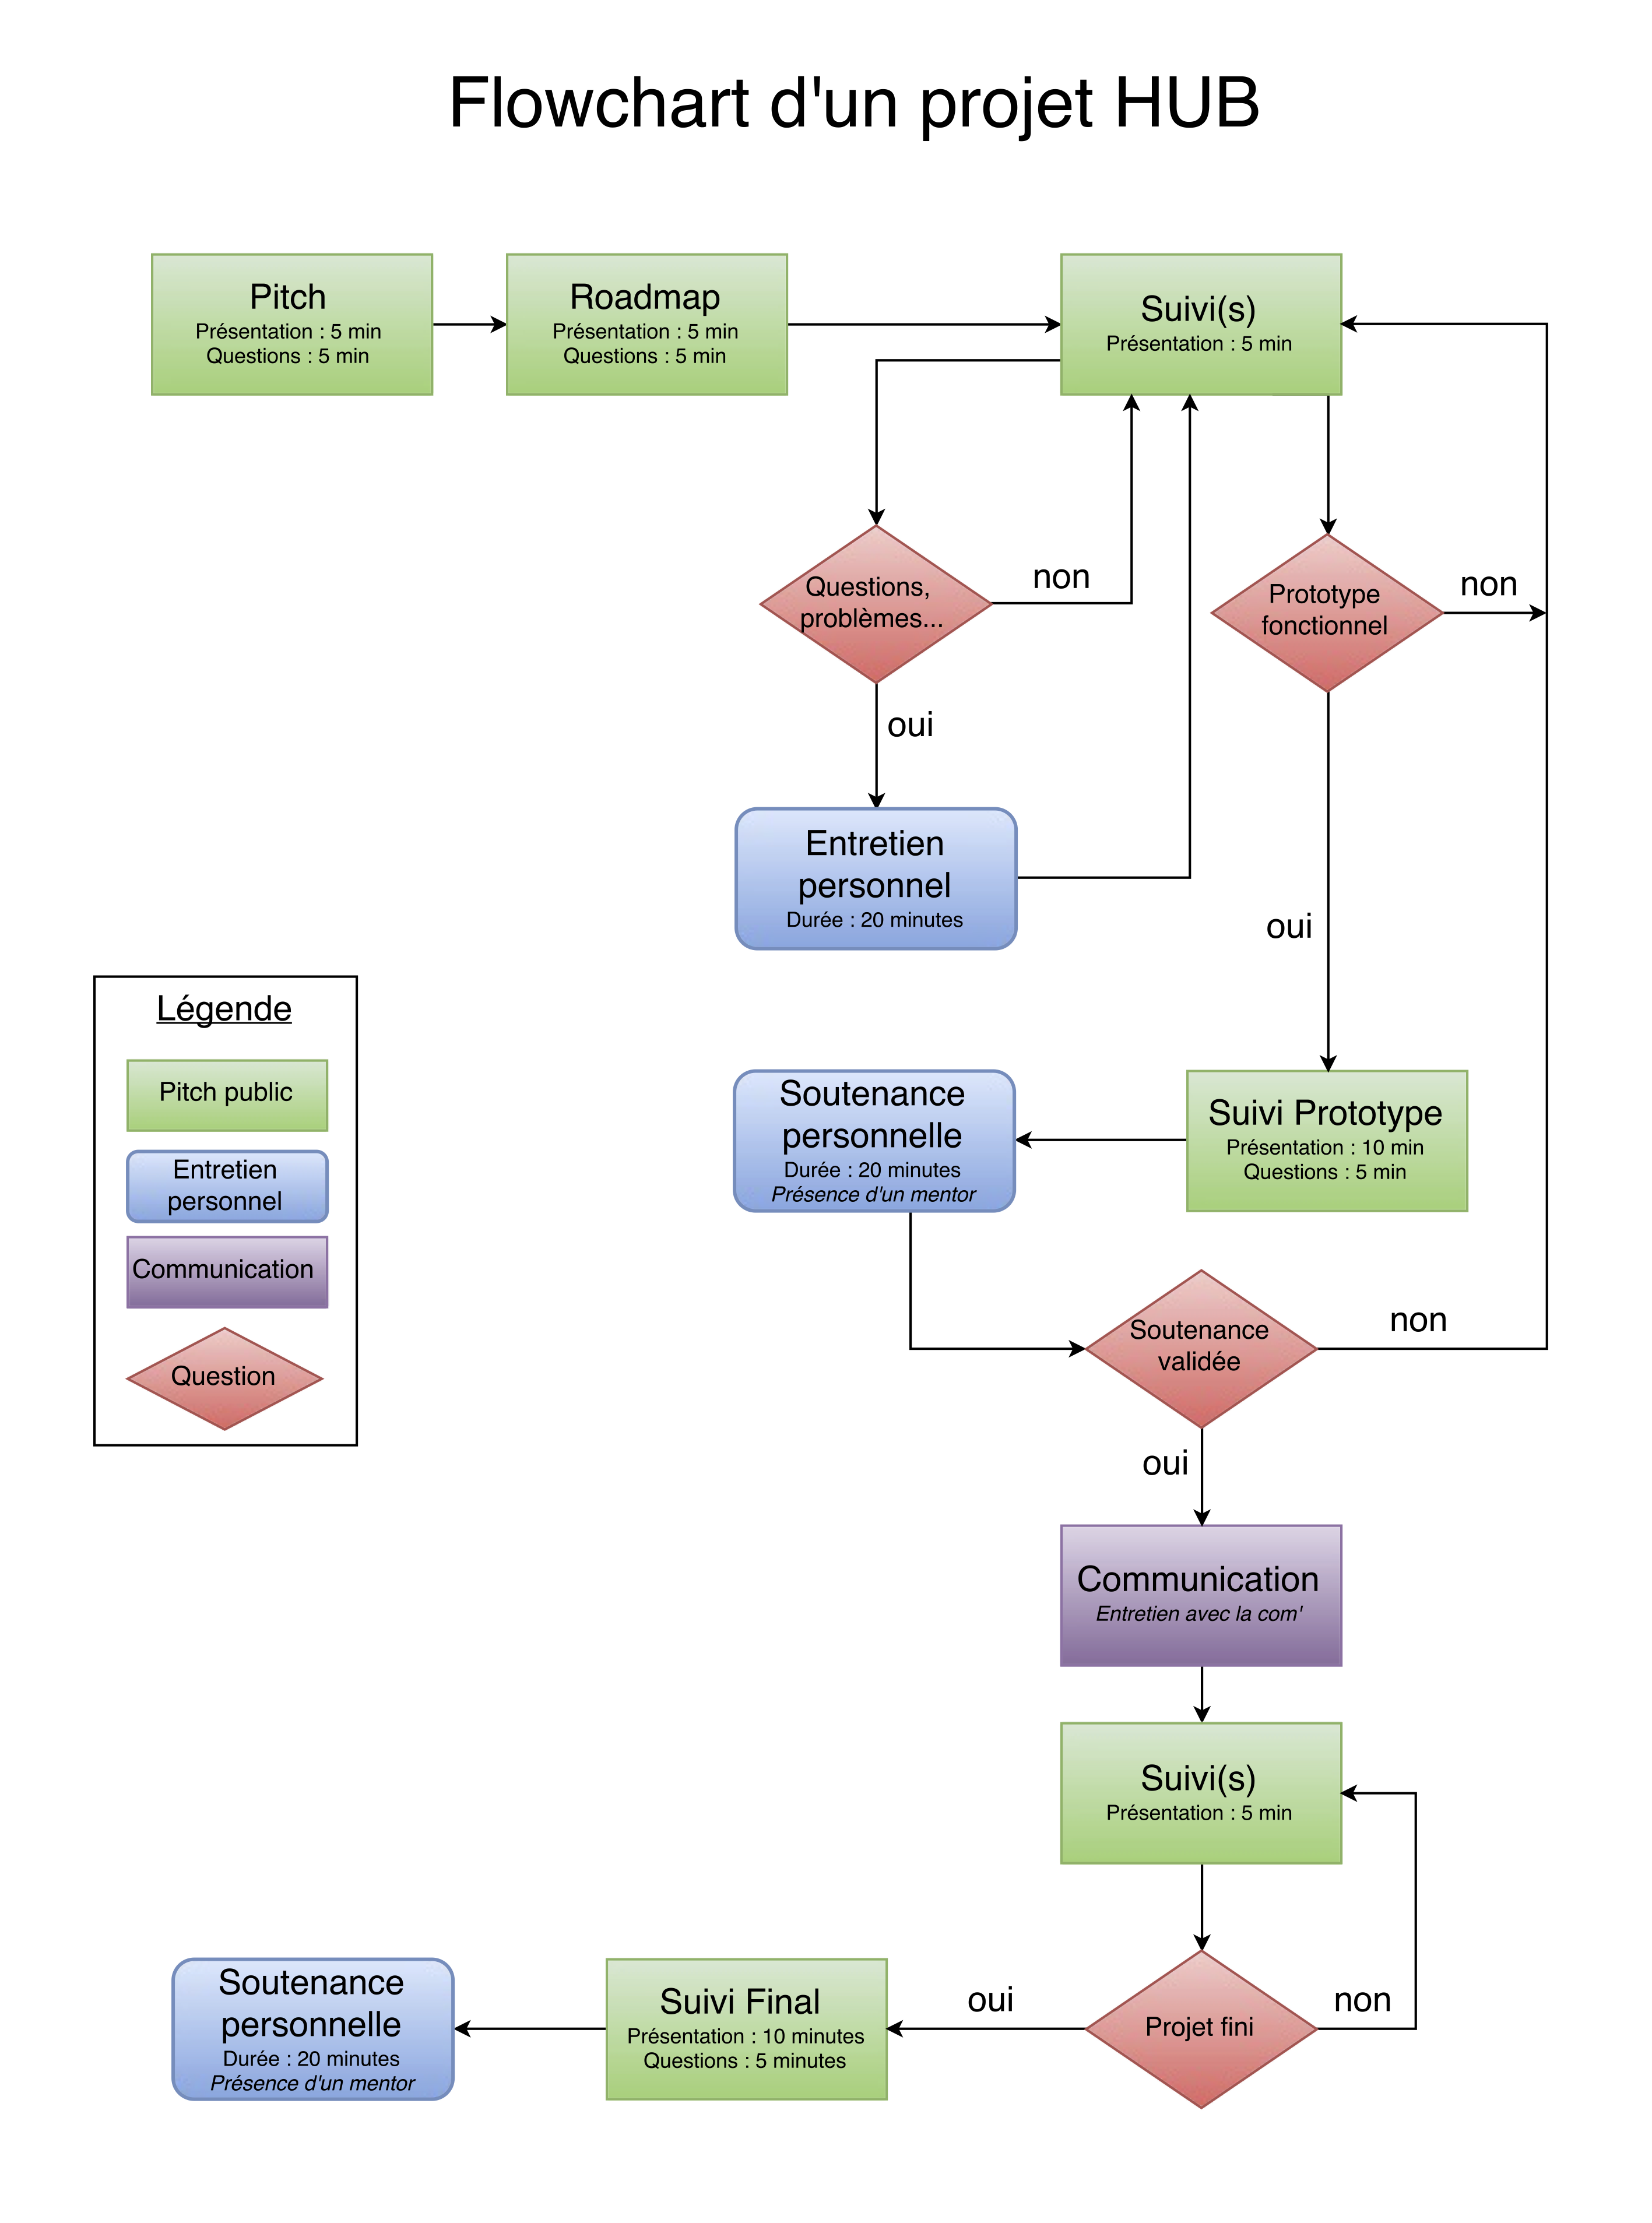 Flowchart d'un projet HUB
Pitch
Présentation : 5 min
Questions : 5 min
Roadmap
Présentation : 5 min
Questions : 5 min
Suivi(s)
Présentation : 5 min
Questions,
problèmes...
non
Prototype
fonctionnel
non
oui
Entretien
personnel
Durée : 20 minutes
oui
Légende
Pitch public
Entretien
personnel
Communication
Question
Soutenance
personnelle
Durée : 20 minutes
Présence d'un mentor
Suivi Prototype
Présentation : 10 min
Questions : 5 min
Soutenance
validée
non
oui
Communication
Entretien avec la com'
Suivi(s)
Présentation : 5 min
Soutenance
personnelle
Durée : 20 minutes
Présence d'un mentor
Suivi Final
Présentation : 10 minutes
Questions : 5 minutes
oui
Projet fini
non